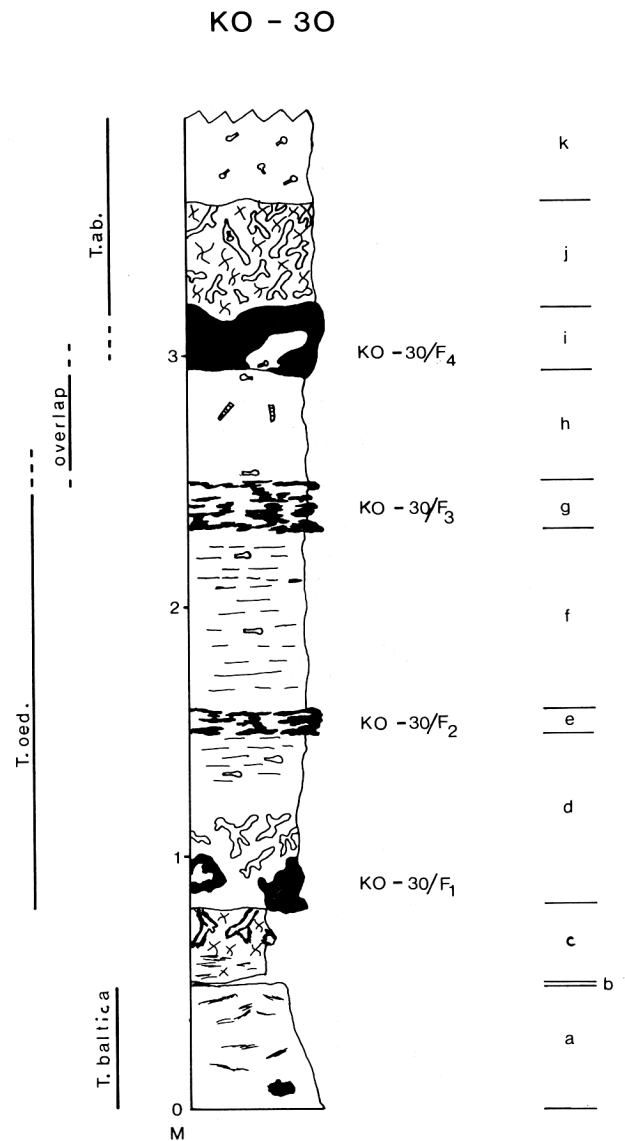 KO - 30
k
T.ab.
j
i
3
KO - 30/F4
overlap
h
KO - 30/F3
g
2
f
T. oed.
KO - 30/F2
e
d
1
KO - 30/F1
c
b
T. baltica
a
0
M